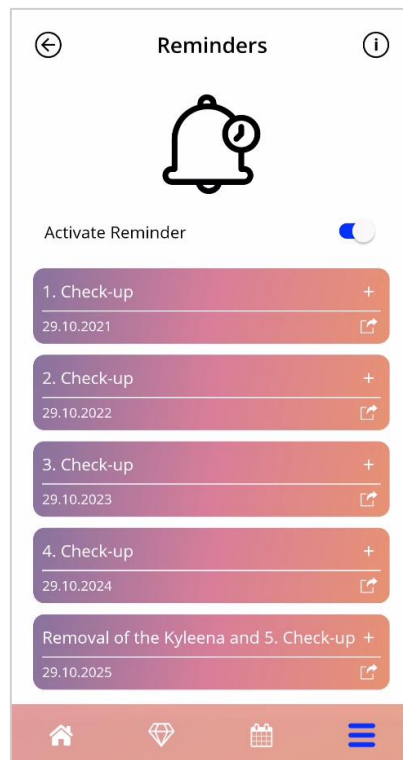 Reminders
Activate Reminder
1. Check-up +
29.10.2021
2. Check-up +
29.10.2022
3. Check-up +
29.10.2023
4. Check-up +
29.10.2024
Removal of the Kyleena and 5. Check-up +
29.10.2025